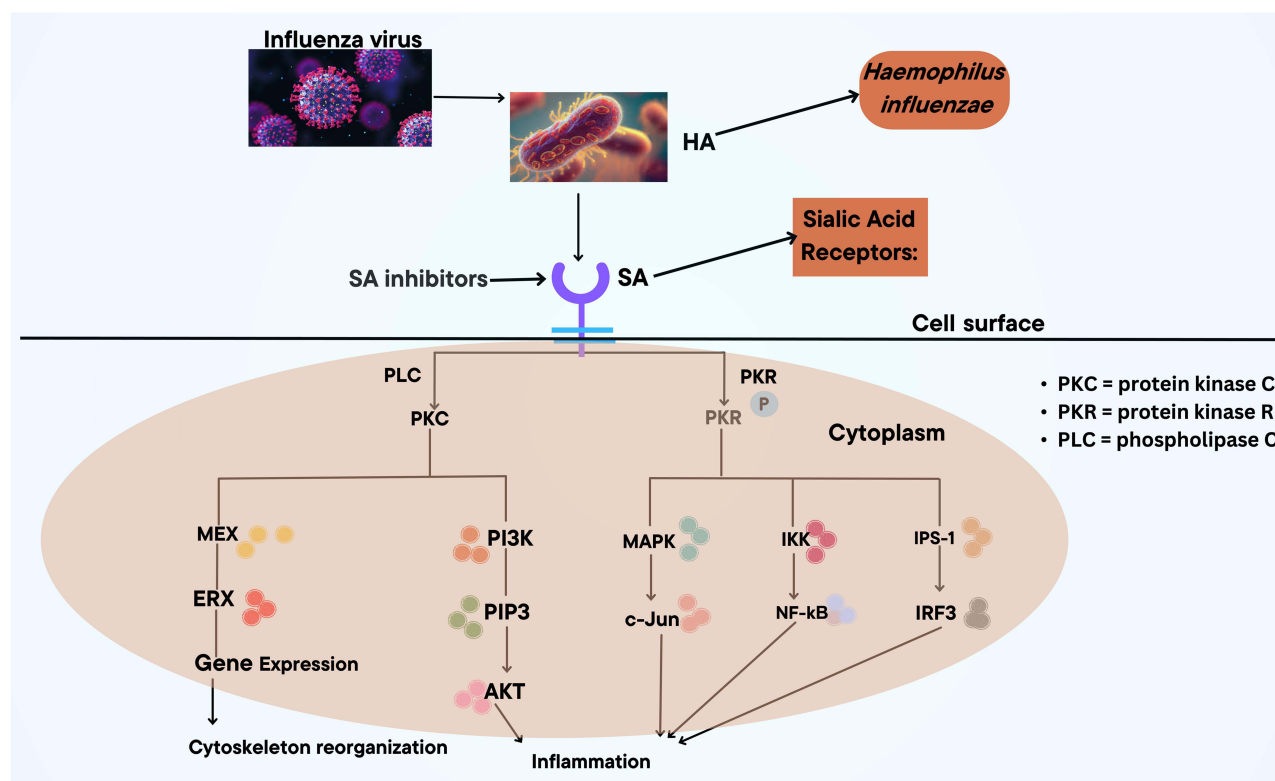 Influenza virus
Haemophilus
influenzae
HA
Sialic Acid
Receptors:
SA inhibitors
SA
Cell surface
PLC
PKR
P
PKC
PKR
Cytoplasm
• PKC = protein kinase C
• PKR = protein kinase R
• PLC = phospholipase C
MEX
PI3K
MAPK
IKK
IPS-1
ERX
PIP3
c-Jun
NF-kB
IRF3
Gene Expression
AKT
Cytoskeleton reorganization
Inflammation